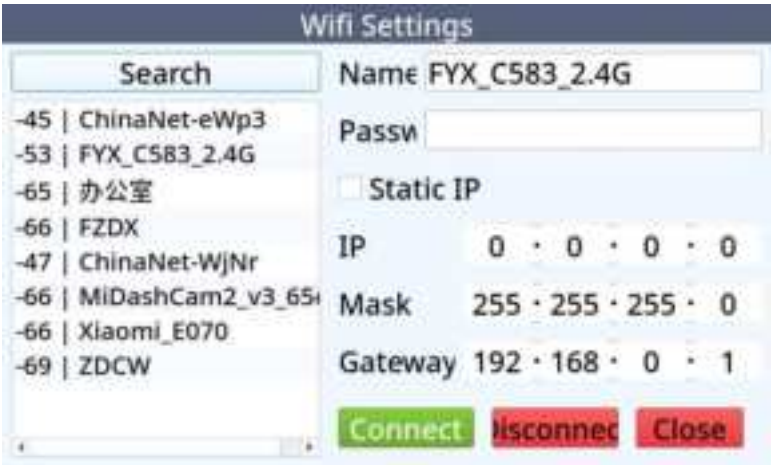 Wifi Settings
Search
-45 | ChinaNet-eWp3
-53 | FYX_C583_2.4G
-65 | 办公室
-66 | FZDX
-47 | ChinaNet-WjNr
-66 | MiDashCam2_v3_65
-66 | Xiaomi_E070
-69 | ZDCW
Name FYX_C583_2.4G
Passw
Static IP
IP 0 . 0 . 0 . 0
Mask 255 . 255 . 255 . 0
Gateway 192 . 168 . 0 . 1
Connect Disconnec Close